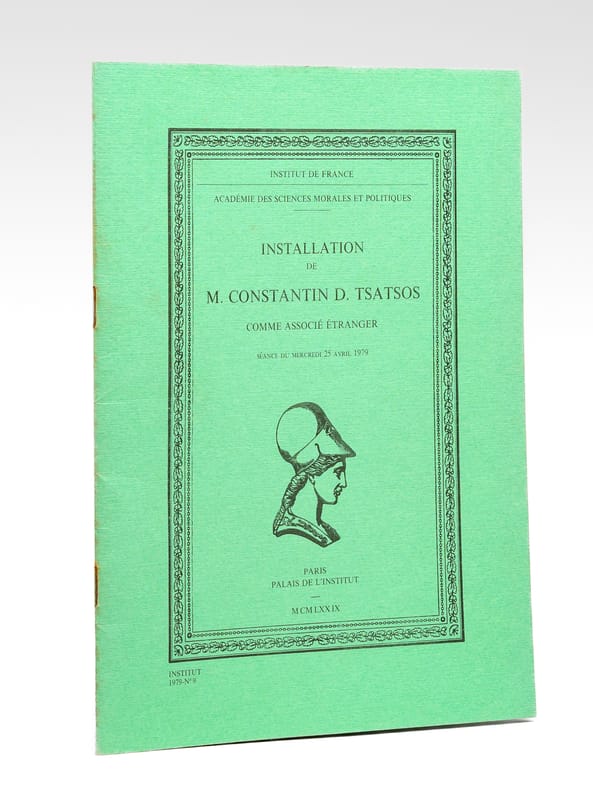 INSTITUT DE FRANCE
ACADÉMIE DES SCIENCES MORALES ET POLITIQUES
INSTALLATION
DE
M. CONSTANTIN D. TSATSOS
COMME ASSOCIÉ ÉTRANGER
SÉANCE DU MERCREDI 25 AVRIL 1979
PARIS
PALAIS DE L'INSTITUT
MCMLXXIX
INSTITUT
1979-N° 8